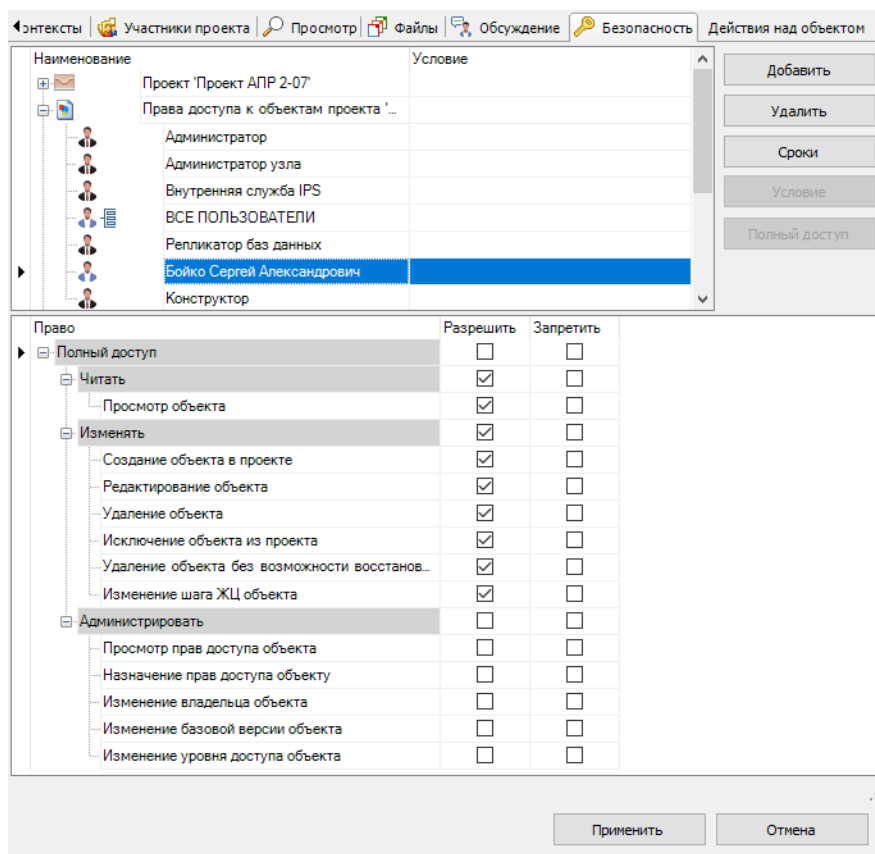 онтексты Участники проекта Просмотр Файлы Обсуждение Безопасность Действия над объектом
Наименование Условие
Проект 'Проект АПР 2-07'
Права доступа к объектам проекта '...
Администратор
Администратор узла
Внутренняя служба IPS
ВСЕ ПОЛЬЗОВАТЕЛИ
Репликатор баз данных
Бойко Сергей Александрович
Конструктор
Добавить
Удалить
Сроки
Условие
Полный доступ
Право Разрешить Запретить
Полный доступ
Читать
Просмотр объекта
Изменять
Создание объекта в проекте
Редактирование объекта
Удаление объекта
Исключение объекта из проекта
Удаление объекта без возможности восстанов...
Изменение шага ЖЦ объекта
Администрировать
Просмотр прав доступа объекта
Назначение прав доступа объекту
Изменение владельца объекта
Изменение базовой версии объекта
Изменение уровня доступа объекта
Применить Отмена